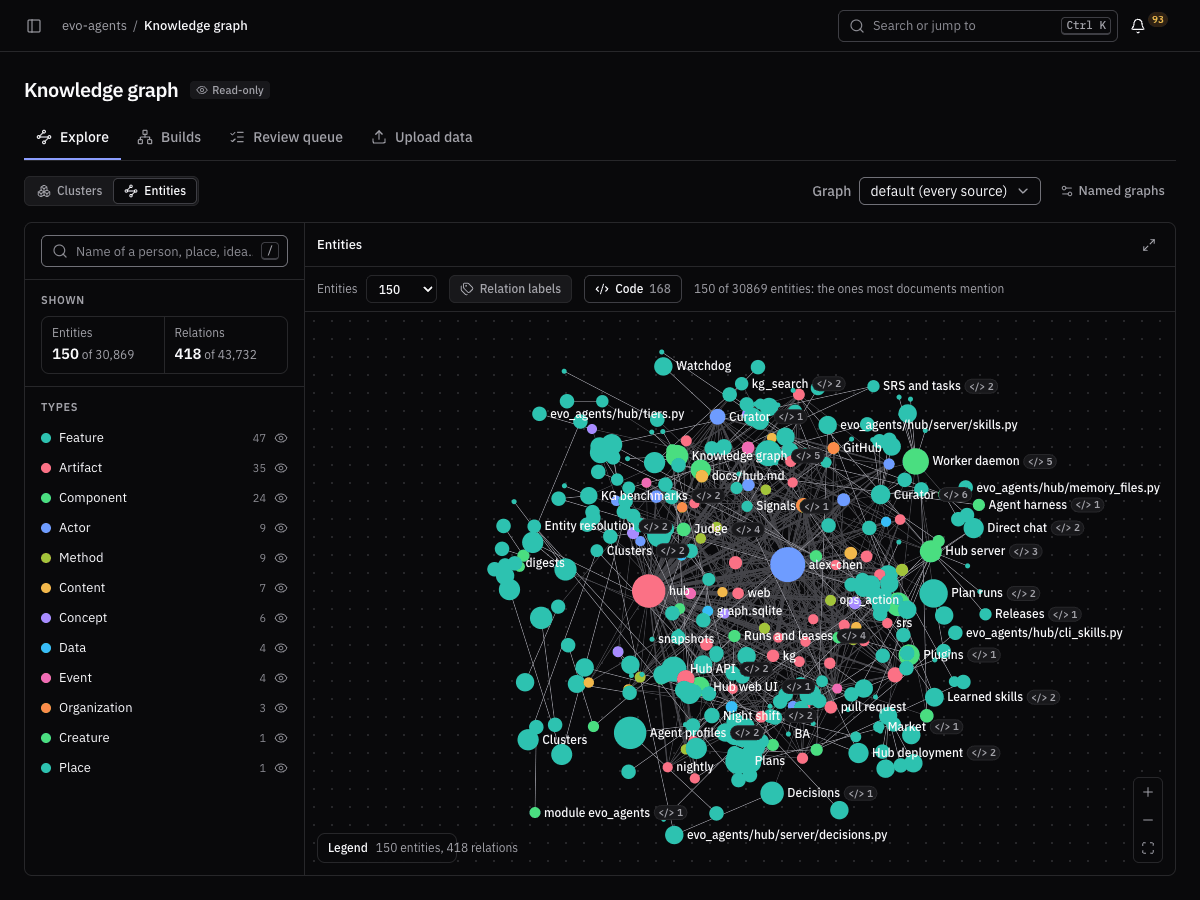 evo-agents / Knowledge graph
Search or jump to
Ctrl K
93
Knowledge graph
Read-only
Explore
Builds
Review queue
Upload data
Clusters
Entities
Graph
default (every source)
Named graphs
Name of a person, place, idea.
/
Entities
Entities
150
Relation labels
</> Code 168
150 of 30869 entities: the ones most documents mention
SHOWN
Entities
150 of 30,869
Relations
418 of 43,732
TYPES
Feature 47
Artifact 35
Component 24
Actor 9
Method 9
Content 7
Concept 6
Data 4
Event 4
Organization 3
Creature 1
Place 1
Watchdog
kg_search </> 2
SRS and tasks </> 2
evo_agents/hub/tiers.py
Curator </> 1
evo_agents/hub/server/skills.py
GitHub
Knowledge graph </> 5
Worker daemon </> 5
docs/hub.md
evo_agents/hub/memory_files.py
KG benchmarks </> 2
Curator </> 6
Signals </> 1
Agent harness </> 1
Entity resolution </> 2
Judge </> 4
Direct chat </> 2
Clusters </> 2
Hub server </> 3
digests
alex-chen
hub
web
Plan runs </> 2
ops_action
graph.sqlite
Releases </> 1
srs
evo_agents/hub/cli_skills.py
snapshots
Runs and leases </> 4
kg
Plugins </> 1
Hub API </> 2
Hub web UI </> 1
Learned skills </> 2
pull request
Night shift </> 2
Market </> 1
Agent profiles </> 2
BA
Clusters
Hub deployment </> 2
Plans
nightly
Decisions </> 1
module evo_agents </> 1
evo_agents/hub/server/decisions.py
Legend 150 entities, 418 relations